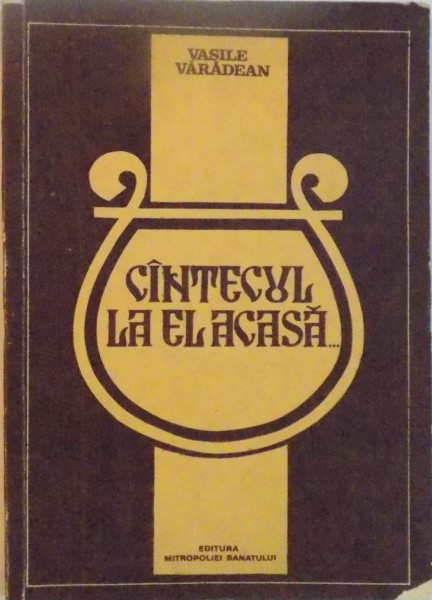 VASILE
VĂRĂDEAN
CÎNTECUL
LA EL ACASĂ...
EDITURA
MITROPOLIEI BANATULUI